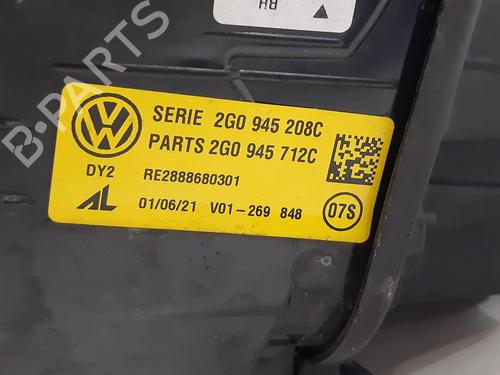 RH
SERIE 2G0 945 208C
PARTS 2G0 945 712C
DY2
RE2888680301
AL 01/06/21 V01-269 848
07S
B-PARTS